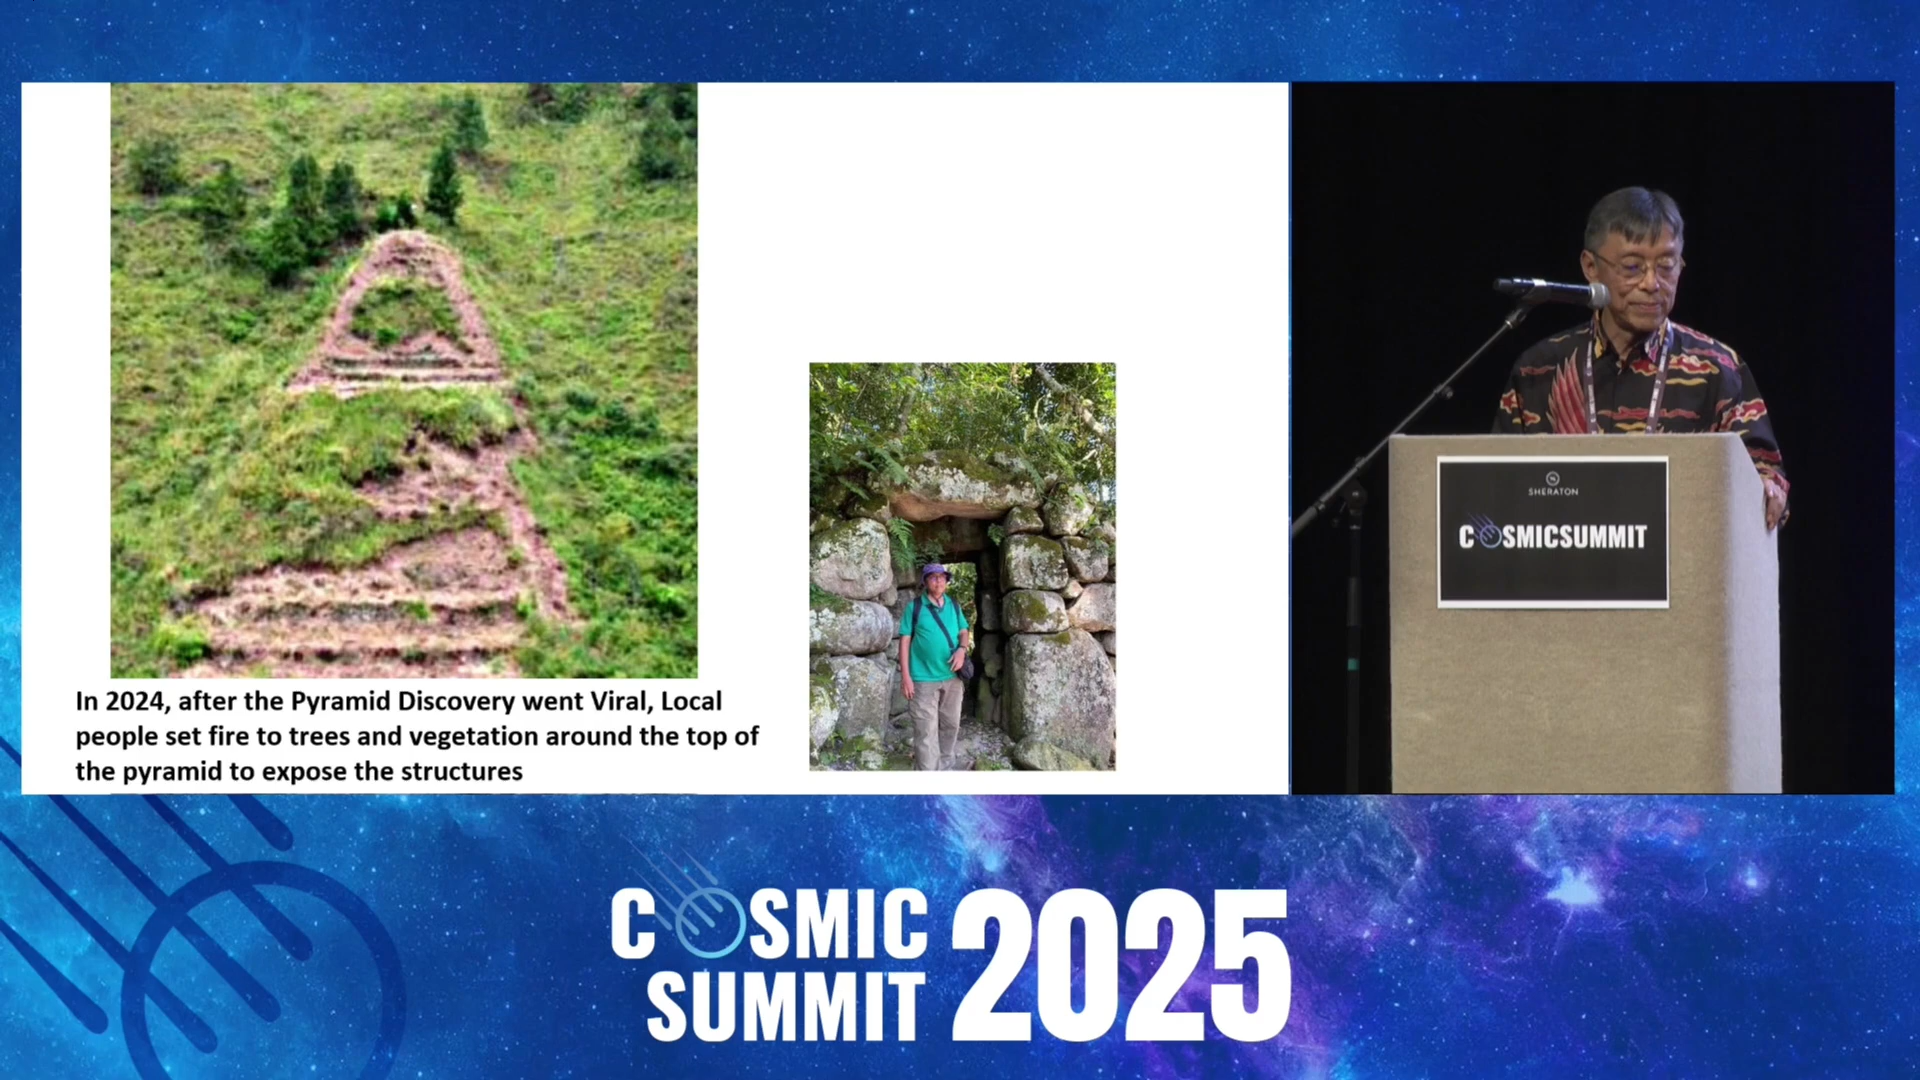 In 2024, after the Pyramid Discovery went Viral, Local
people set fire to trees and vegetation around the top of
the pyramid to expose the structures
SHERATON
COSMICSUMMIT
COSMIC
SUMMIT 2025